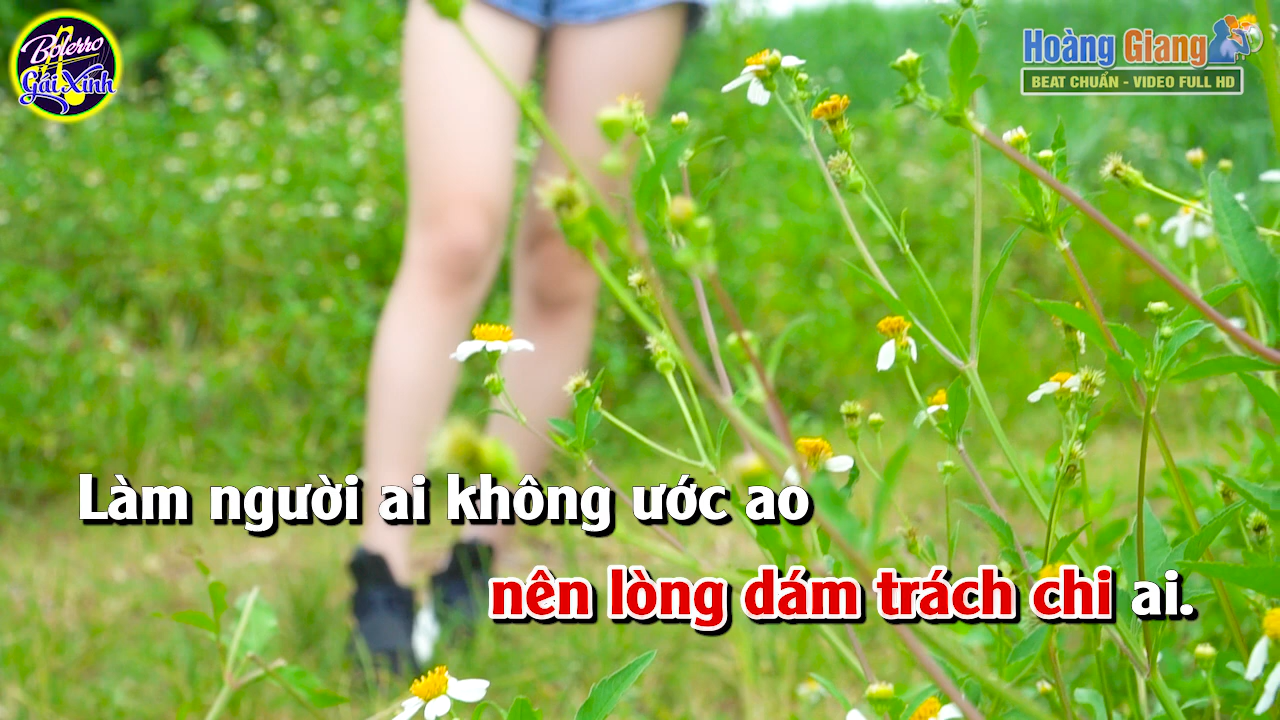 Bolerro
Gái Xinh
Hoàng Giang
BEAT CHUẨN - VIDEO FULL HD
Làm người ai không ước ao
nên lòng dám trách chi ai.